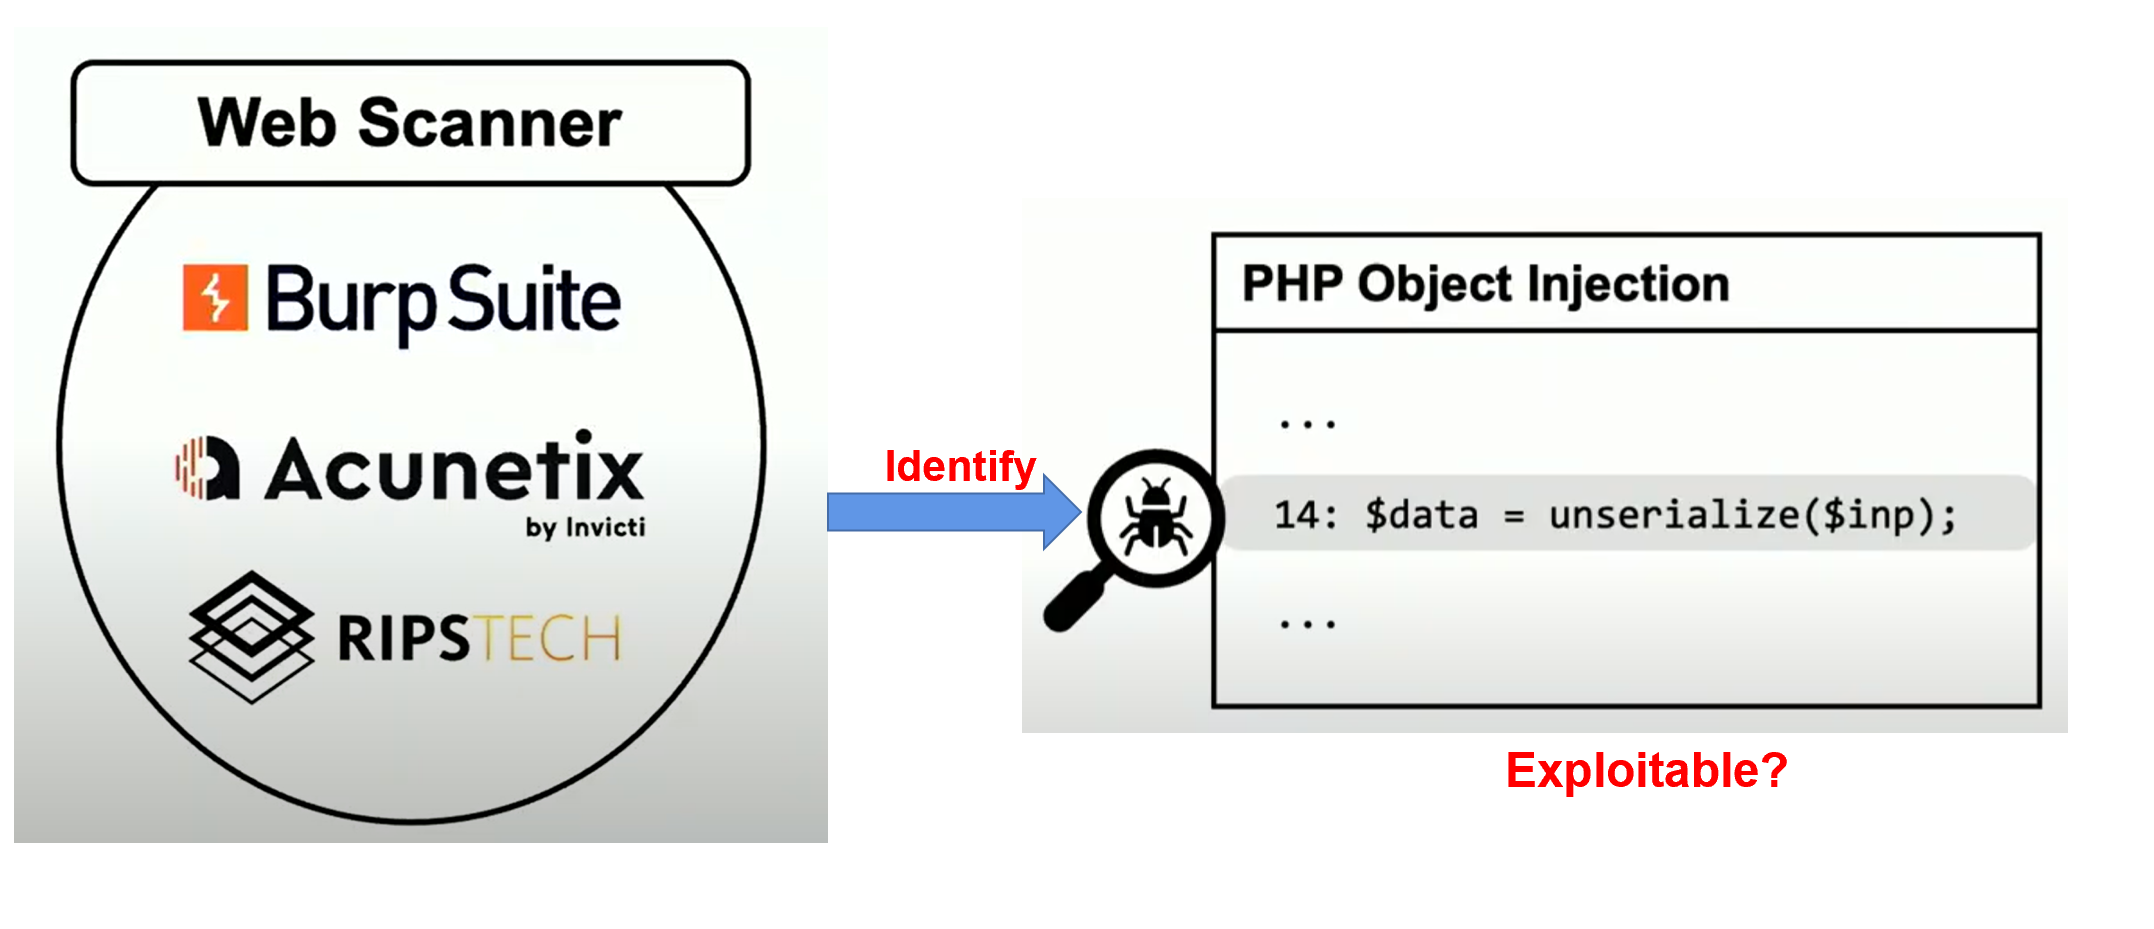 Web Scanner
Burp Suite
Acunetix
by Invicti
RIPSTECH
Identify
PHP Object Injection
...
14: $data = unserialize($inp);
...
Exploitable?